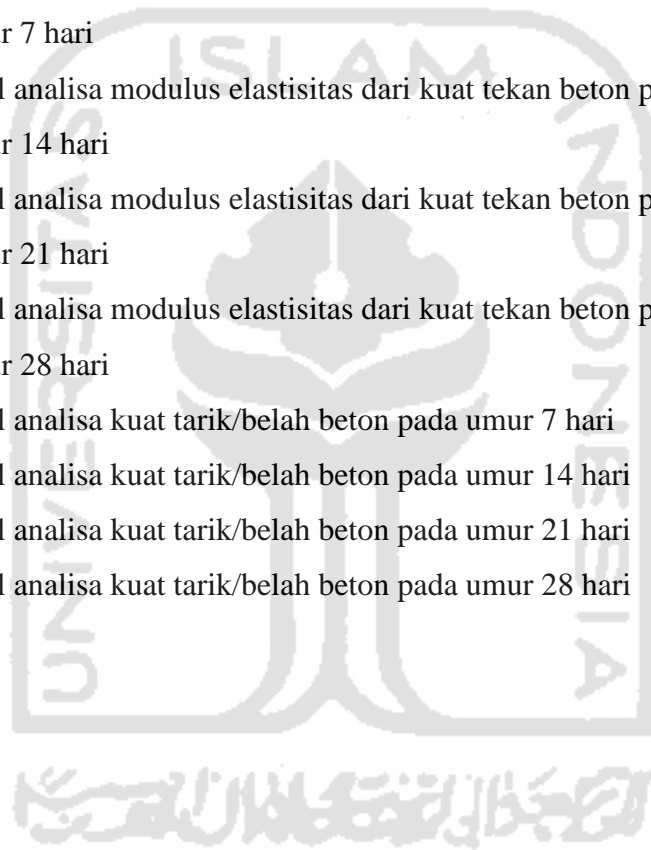 r 7 hari
l analisa modulus elastisitas dari kuat tekan beton p
r 14 hari
l analisa modulus elastisitas dari kuat tekan beton p
r 21 hari
l analisa modulus elastisitas dari kuat tekan beton p
r 28 hari
l analisa kuat tarik/belah beton pada umur 7 hari
l analisa kuat tarik/belah beton pada umur 14 hari
l analisa kuat tarik/belah beton pada umur 21 hari
l analisa kuat tarik/belah beton pada umur 28 hari
UNIVERSITAS
ISLAM
INDONESIA